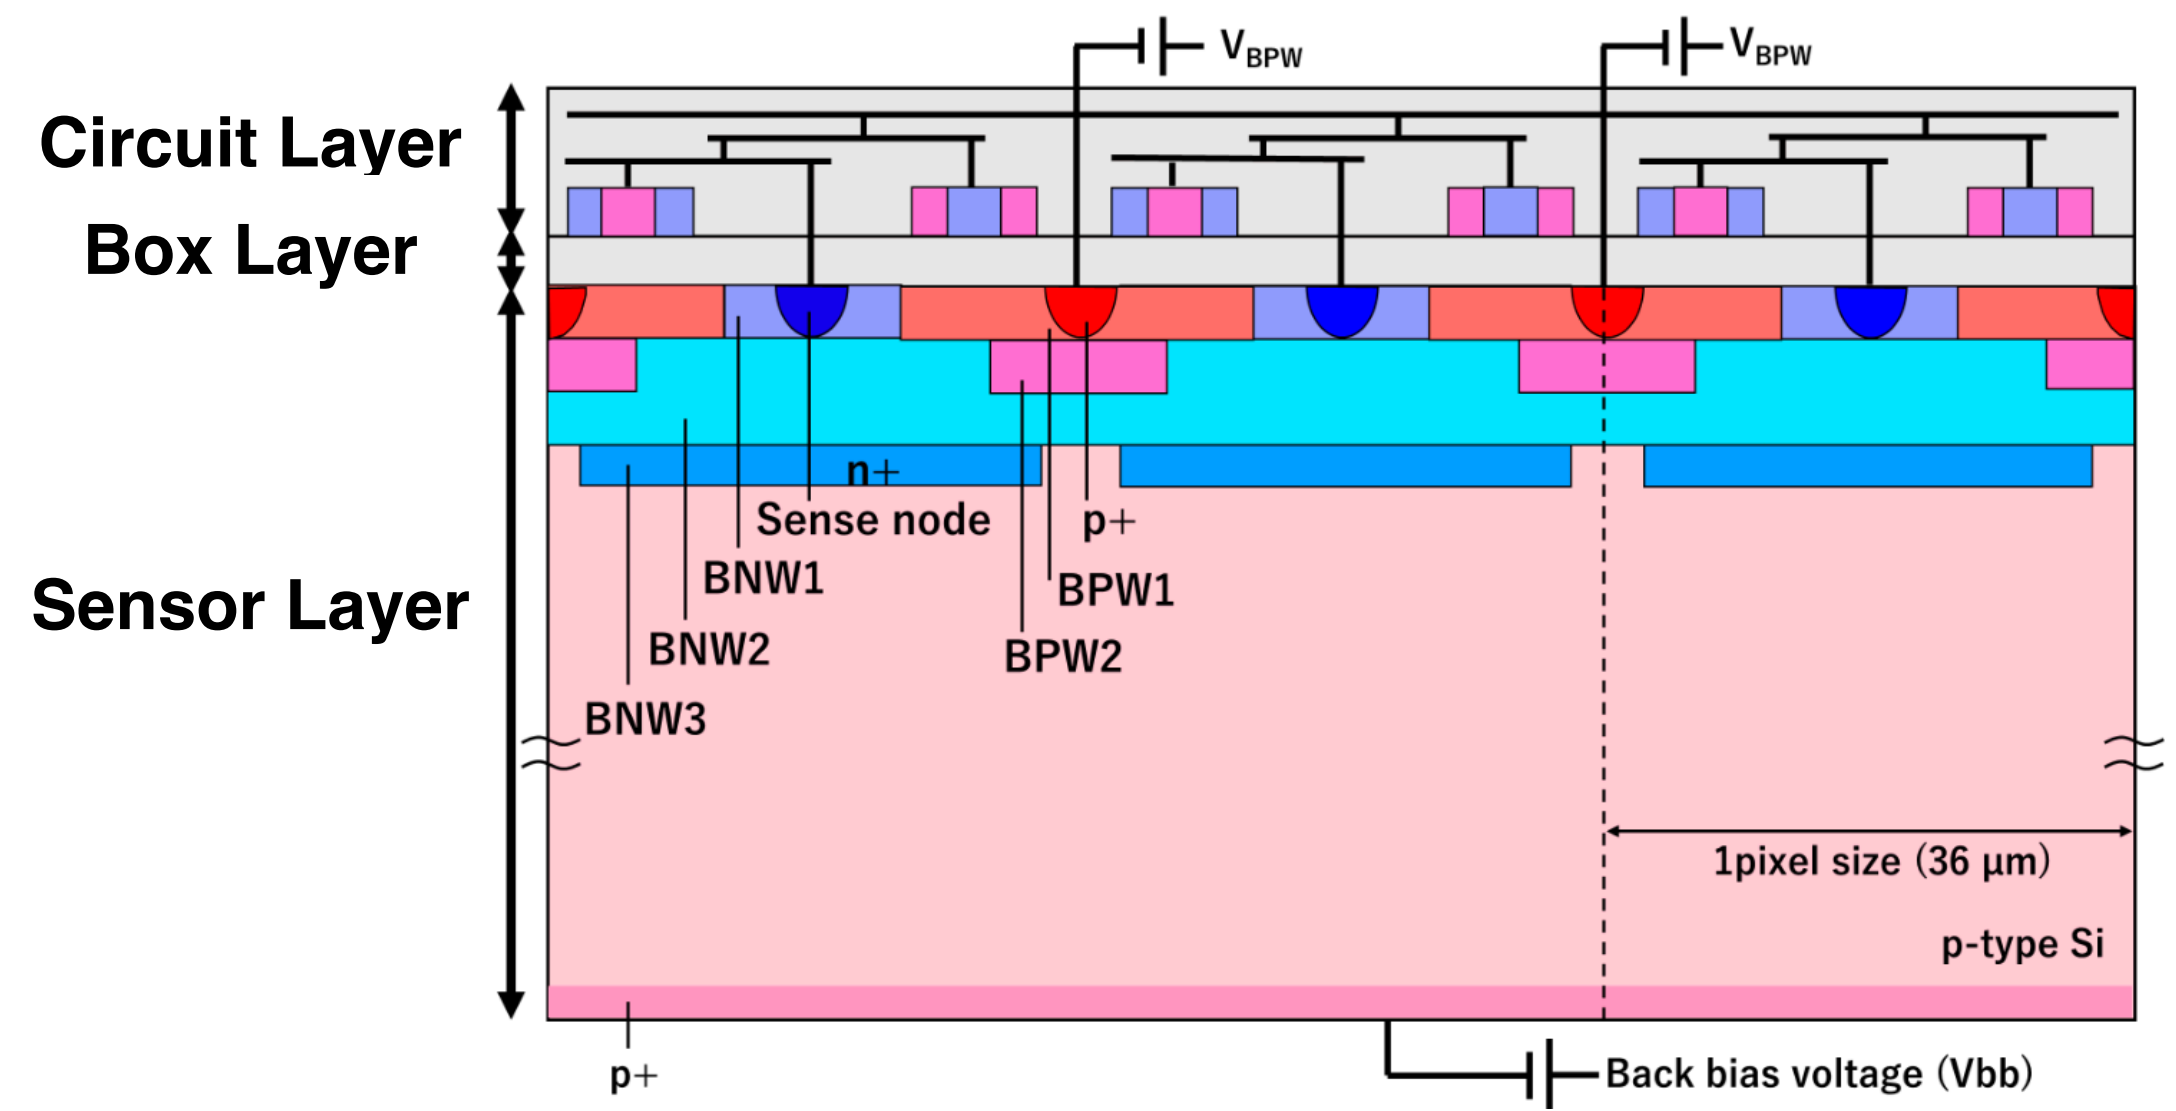 V_BPW
V_BPW
Circuit Layer
Box Layer
n+
Sense node
p+
BNW1
BPW1
Sensor Layer
BNW2
BPW2
BNW3
1pixel size (36 μm)
p-type Si
p+
Back bias voltage (Vbb)